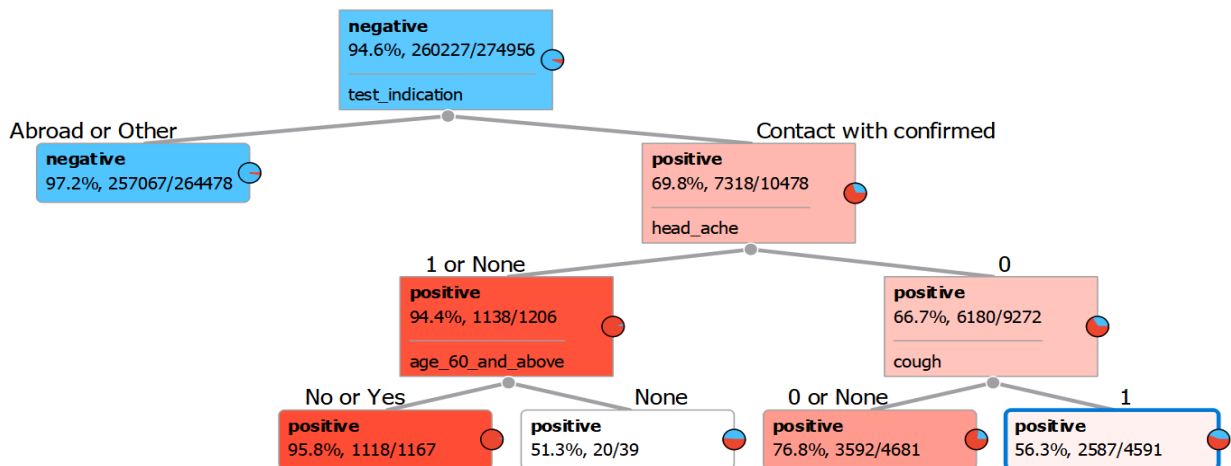 negative
94.6%, 260227/274956
test_indication
Abroad or Other
Contact with confirmed
negative
97.2%, 257067/264478
positive
69.8%, 7318/10478
head_ache
1 or None
0
positive
94.4%, 1138/1206
age_60_and_above
positive
66.7%, 6180/9272
cough
No or Yes
None
0 or None
1
positive
95.8%, 1118/1167
positive
51.3%, 20/39
positive
76.8%, 3592/4681
positive
56.3%, 2587/4591